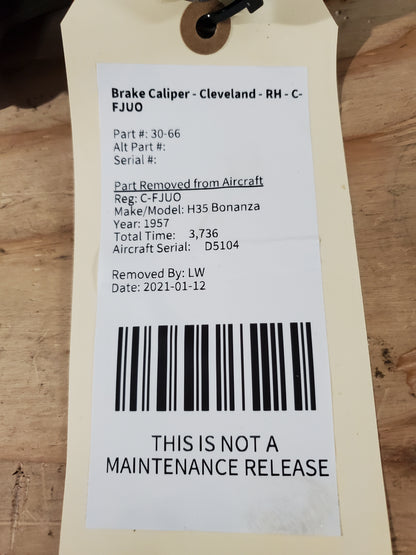 Brake Caliper - Cleveland - RH - C-
FJUO
Part #: 30-66
Alt Part #:
Serial #:
Part Removed from Aircraft
Reg: C-FJUO
Make/Model: H35 Bonanza
Year: 1957
Total Time: 3,736
Aircraft Serial: D5104
Removed By: LW
Date: 2021-01-12
THIS IS NOT A
MAINTENANCE RELEASE